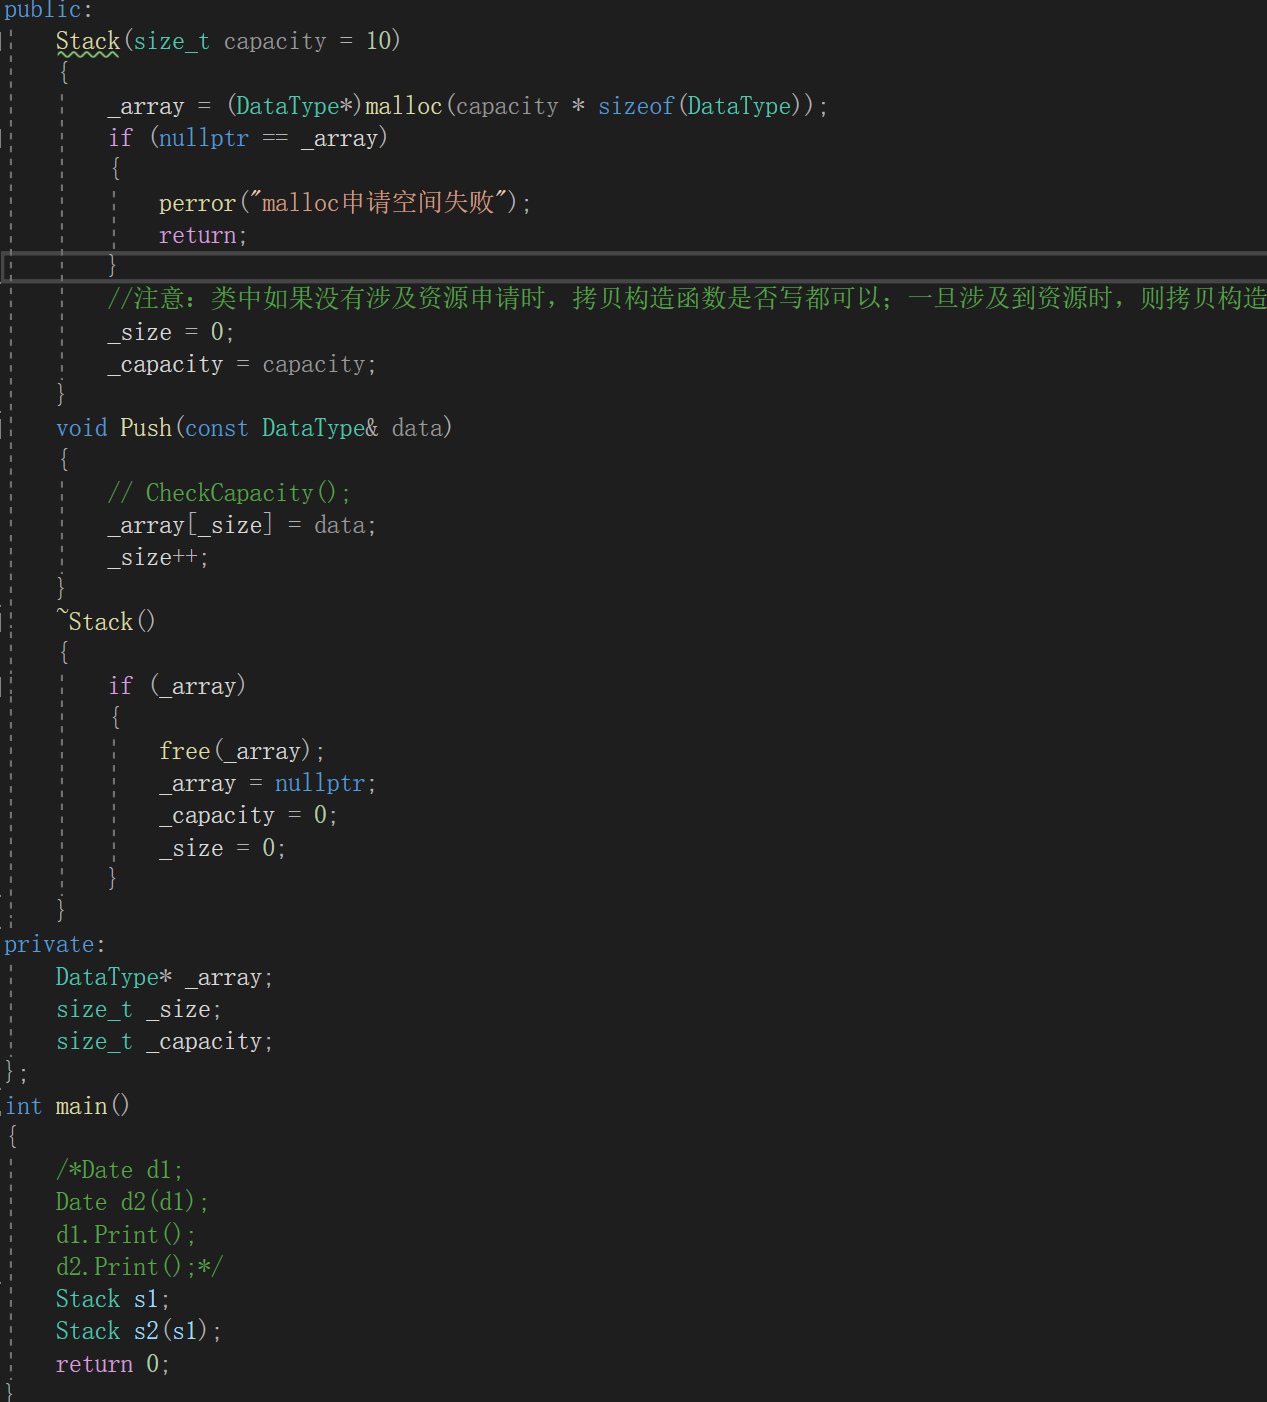 public:
Stack(size_t capacity = 10)
{
_array = (DataType*)malloc(capacity * sizeof(DataType));
if (nullptr == _array)
{
perror("malloc申请空间失败");
return;
}
//注意：类中如果没有涉及资源申请时，拷贝构造函数是否写都可以；一旦涉及到资源时，则拷贝构造
_size = 0;
_capacity = capacity;
}
void Push(const DataType& data)
{
// CheckCapacity();
_array[_size] = data;
_size++;
}
~Stack()
{
if (_array)
{
free(_array);
_array = nullptr;
_capacity = 0;
_size = 0;
}
}
private:
DataType* _array;
size_t _size;
size_t _capacity;
};
int main()
{
/*Date d1;
Date d2(d1);
d1.Print();
d2.Print();*/
Stack s1;
Stack s2(s1);
return 0;
}